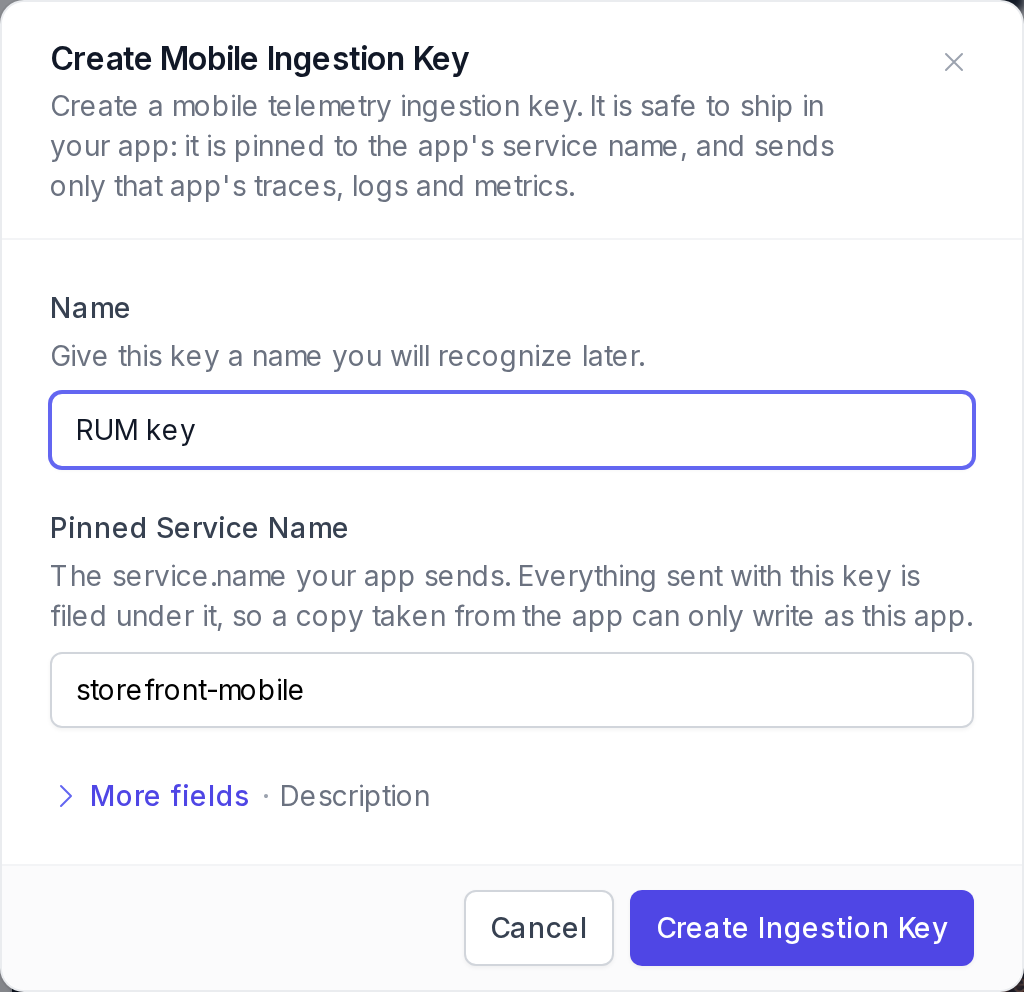 Create Mobile Ingestion Key
Create a mobile telemetry ingestion key. It is safe to ship in
your app: it is pinned to the app's service name, and sends
only that app's traces, logs and metrics.
Name
Give this key a name you will recognize later.
RUM key
Pinned Service Name
The service.name your app sends. Everything sent with this key is
filed under it, so a copy taken from the app can only write as this app.
storefront-mobile
More fields · Description
Cancel
Create Ingestion Key